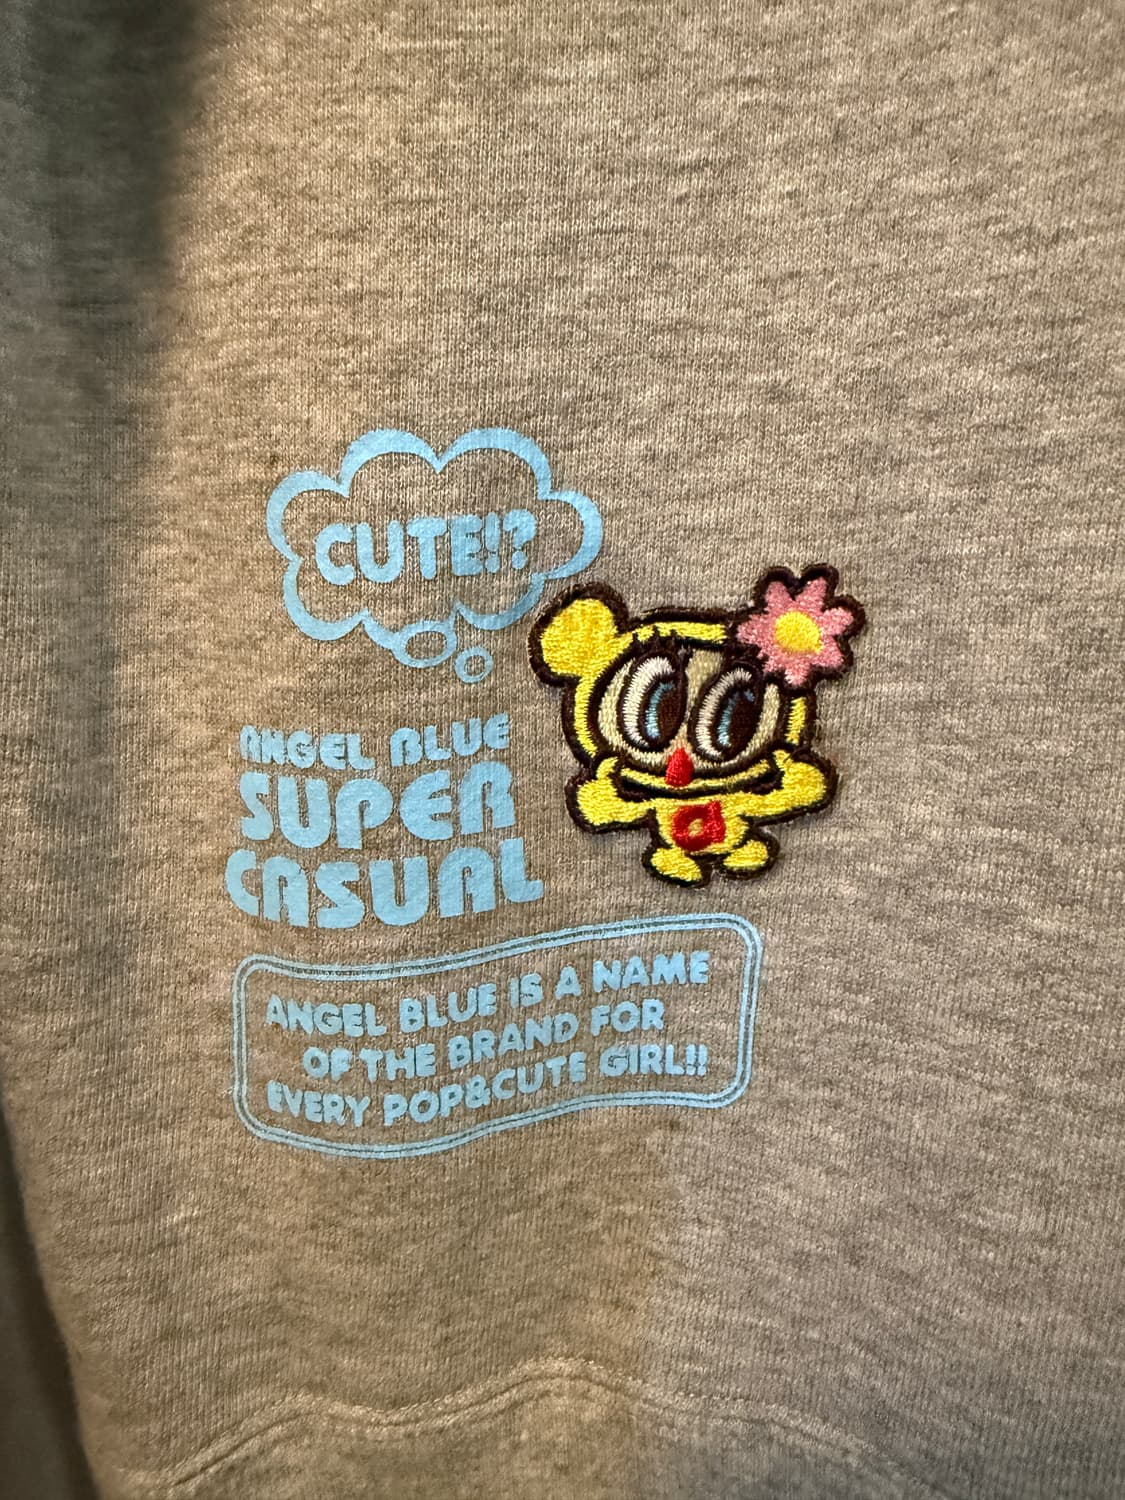 CUTE!?
ANGEL BLUE
SUPER
CASUAL
a
ANGEL BLUE IS A NAME
OF THE BRAND FOR
EVERY POP&CUTE GIRL!!